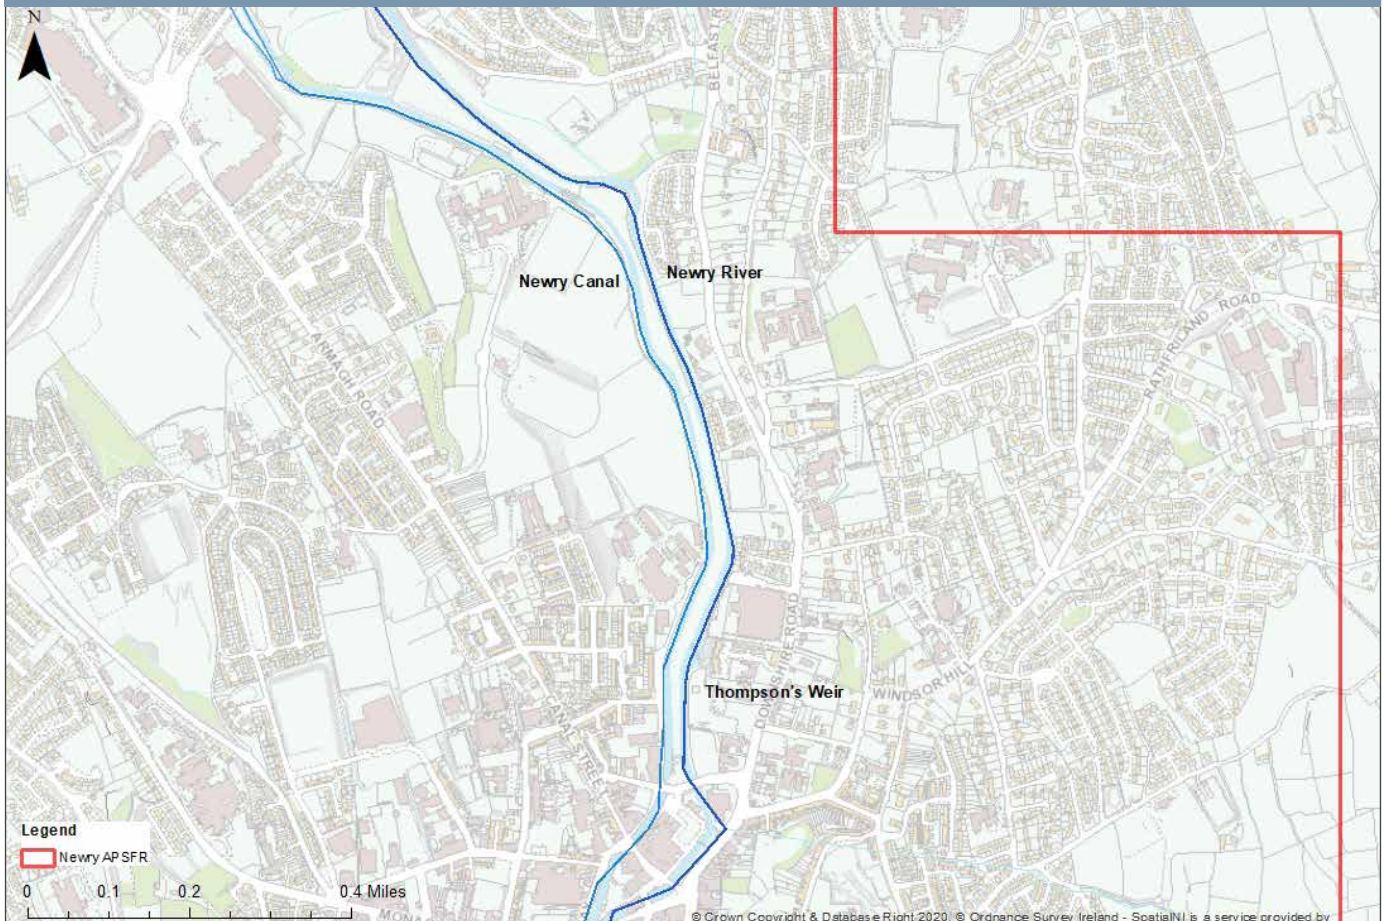 N
BELFAST R
Newry Canal
Newry River
RATHFRILAND ROAD
ARMAGH ROAD
Thompson's Weir
DOWNSHIRE ROAD
WINDSOR HILL
CANAL STREET
Legend
Newry APSFR
0 0.1 0.2 0.4 Miles
MONA
© Crown Copyright & Database Right 2020. © Ordnance Survey Ireland - SpatialNI is a service provided by